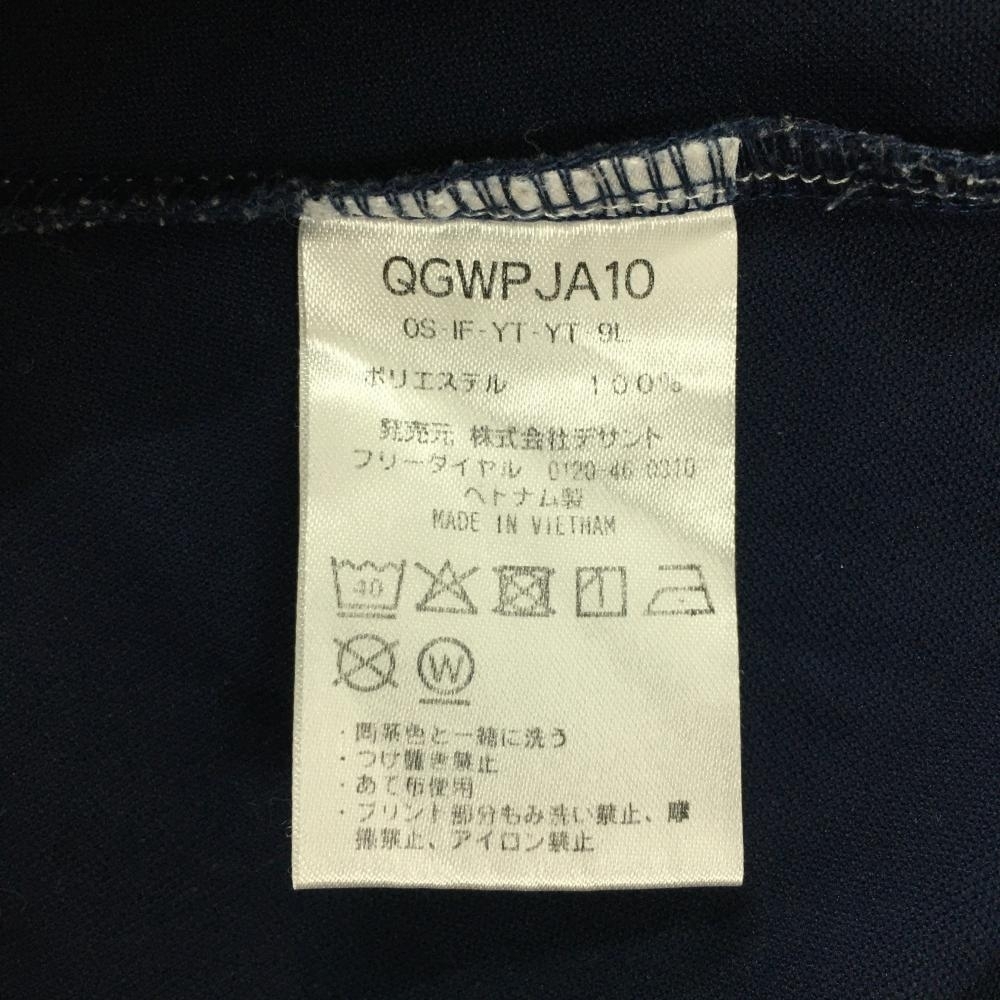 QGWPJA10
OS-IF-YT-YT 9L
ポリエステル 100%
発売元 株式会社デサント
フリーダイヤル 0120-46-0310
ベトナム製
MADE IN VIETNAM
40
W
・同系色と一緒に洗う
・つけ置き禁止
・あて布使用
・プリント部分もみ洗い禁止、摩
擦禁止、アイロン禁止